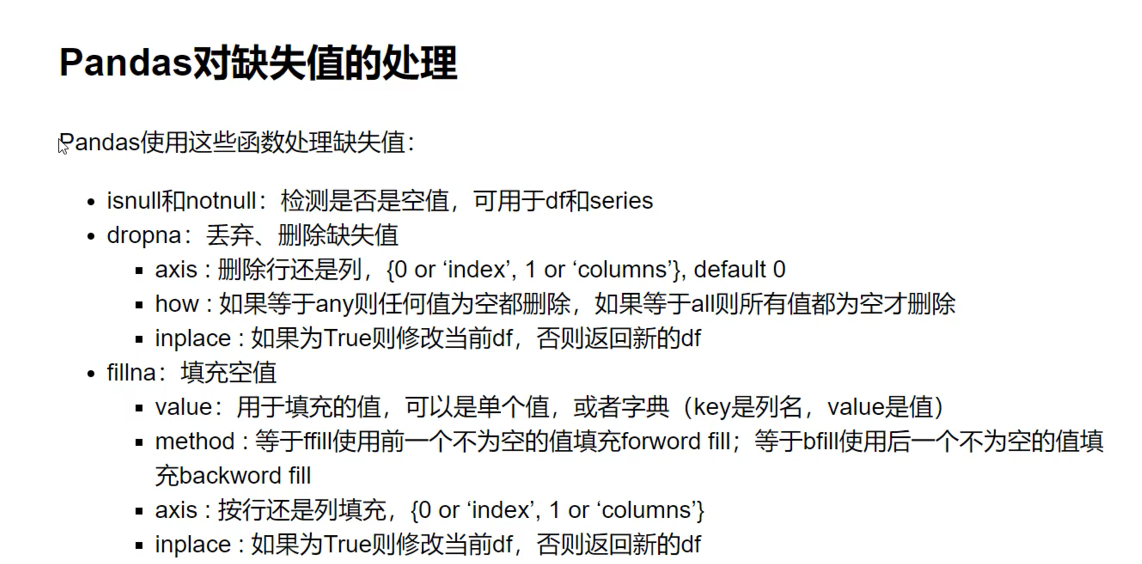 Pandas对缺失值的处理
Pandas使用这些函数处理缺失值：
isnull和notnull：检测是否是空值，可用于df和series
dropna：丢弃、删除缺失值
axis : 删除行还是列，{0 or ‘index’, 1 or ‘columns’}, default 0
how : 如果等于any则任何值为空都删除，如果等于all则所有值都为空才删除
inplace : 如果为True则修改当前df，否则返回新的df
fillna：填充空值
value：用于填充的值，可以是单个值，或者字典（key是列名，value是值）
method : 等于ffill使用前一个不为空的值填充forword fill；等于bfill使用后一个不为空的值填
充backword fill
axis : 按行还是列填充，{0 or ‘index’, 1 or ‘columns’}
inplace : 如果为True则修改当前df，否则返回新的df